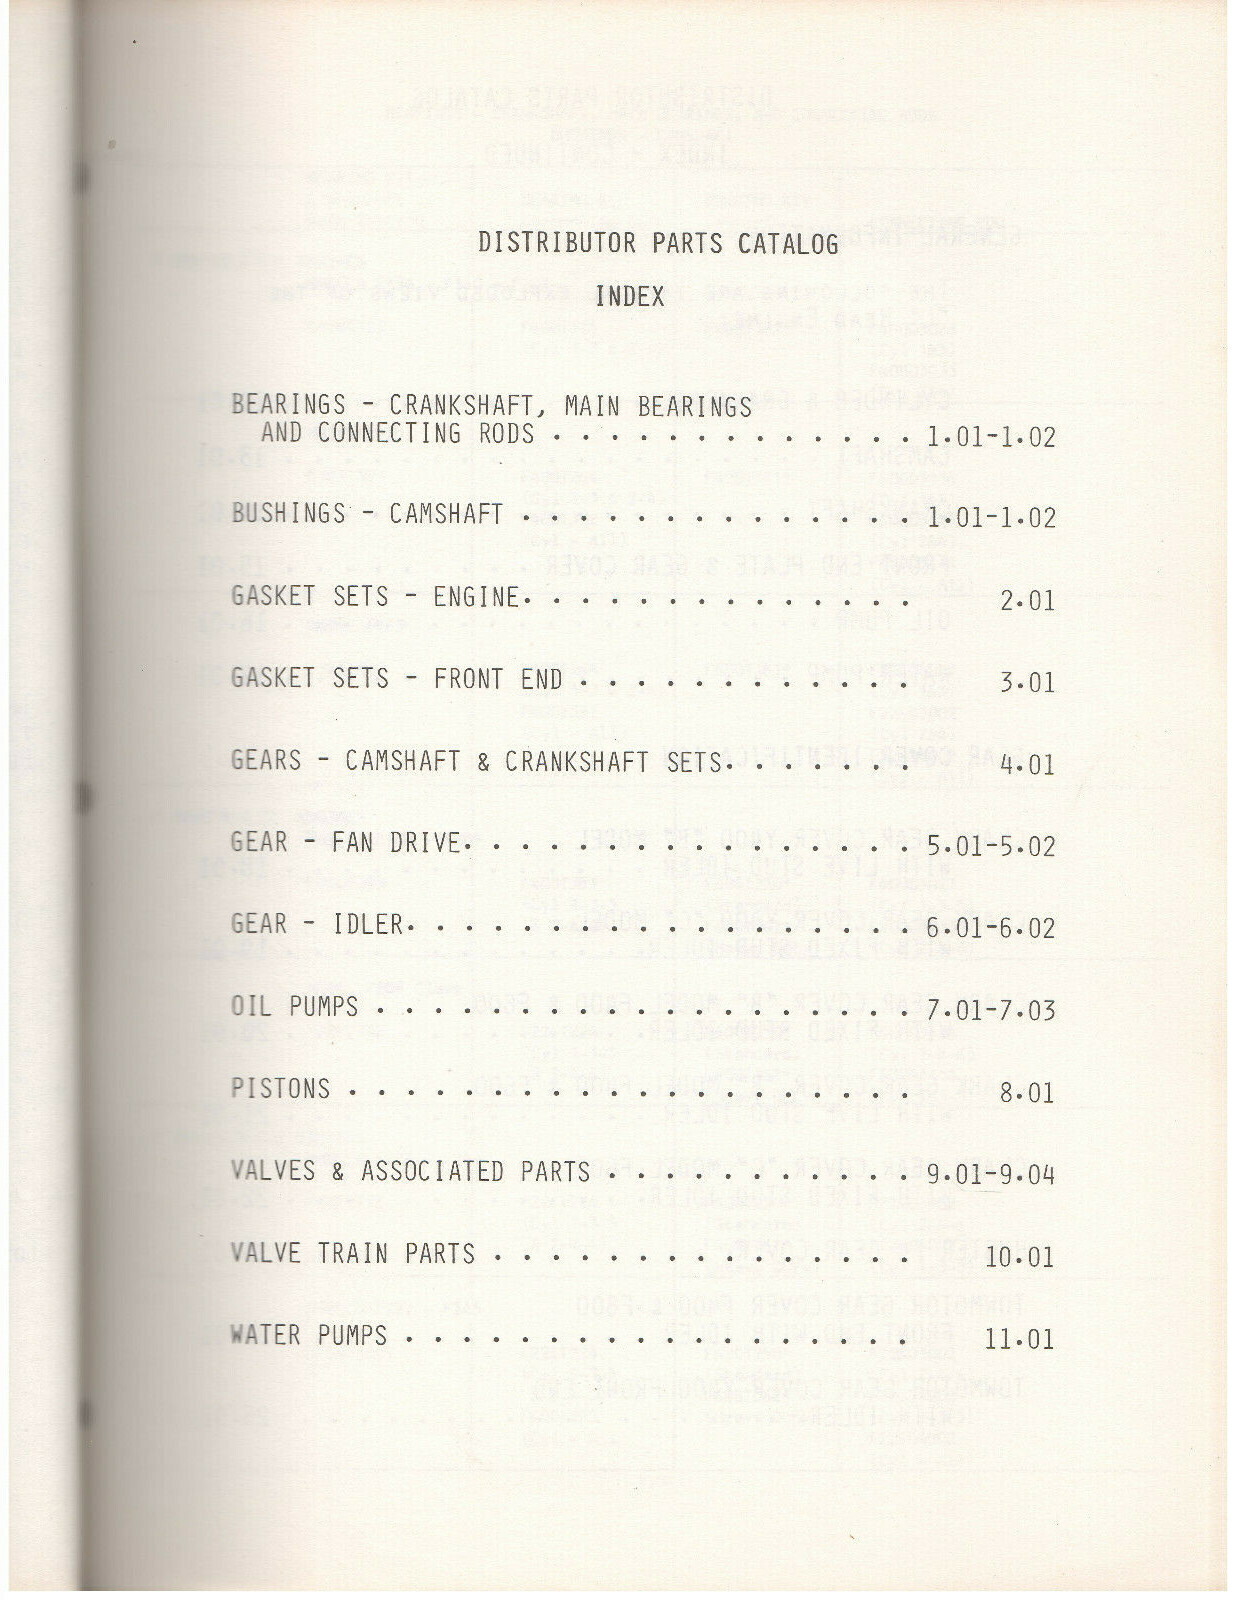 DISTRIBUTOR PARTS CATALOG
INDEX
BEARINGS - CRANKSHAFT, MAIN BEARINGS
AND CONNECTING RODS . . . . . . . . . . . . . 1.01-1.02
BUSHINGS - CAMSHAFT . . . . . . . . . . . . . . 1.01-1.02
GASKET SETS - ENGINE. . . . . . . . . . . . . . 2.01
GASKET SETS - FRONT END . . . . . . . . . . . . 3.01
GEARS - CAMSHAFT & CRANKSHAFT SETS. . . . . . . 4.01
GEAR - FAN DRIVE. . . . . . . . . . . . . . . . 5.01-5.02
GEAR - IDLER. . . . . . . . . . . . . . . . . . 6.01-6.02
OIL PUMPS . . . . . . . . . . . . . . . . . . . 7.01-7.03
PISTONS . . . . . . . . . . . . . . . . . . . . 8.01
VALVES & ASSOCIATED PARTS . . . . . . . . . . . 9.01-9.04
VALVE TRAIN PARTS . . . . . . . . . . . . . . . 10.01
WATER PUMPS . . . . . . . . . . . . . . . . . . 11.01